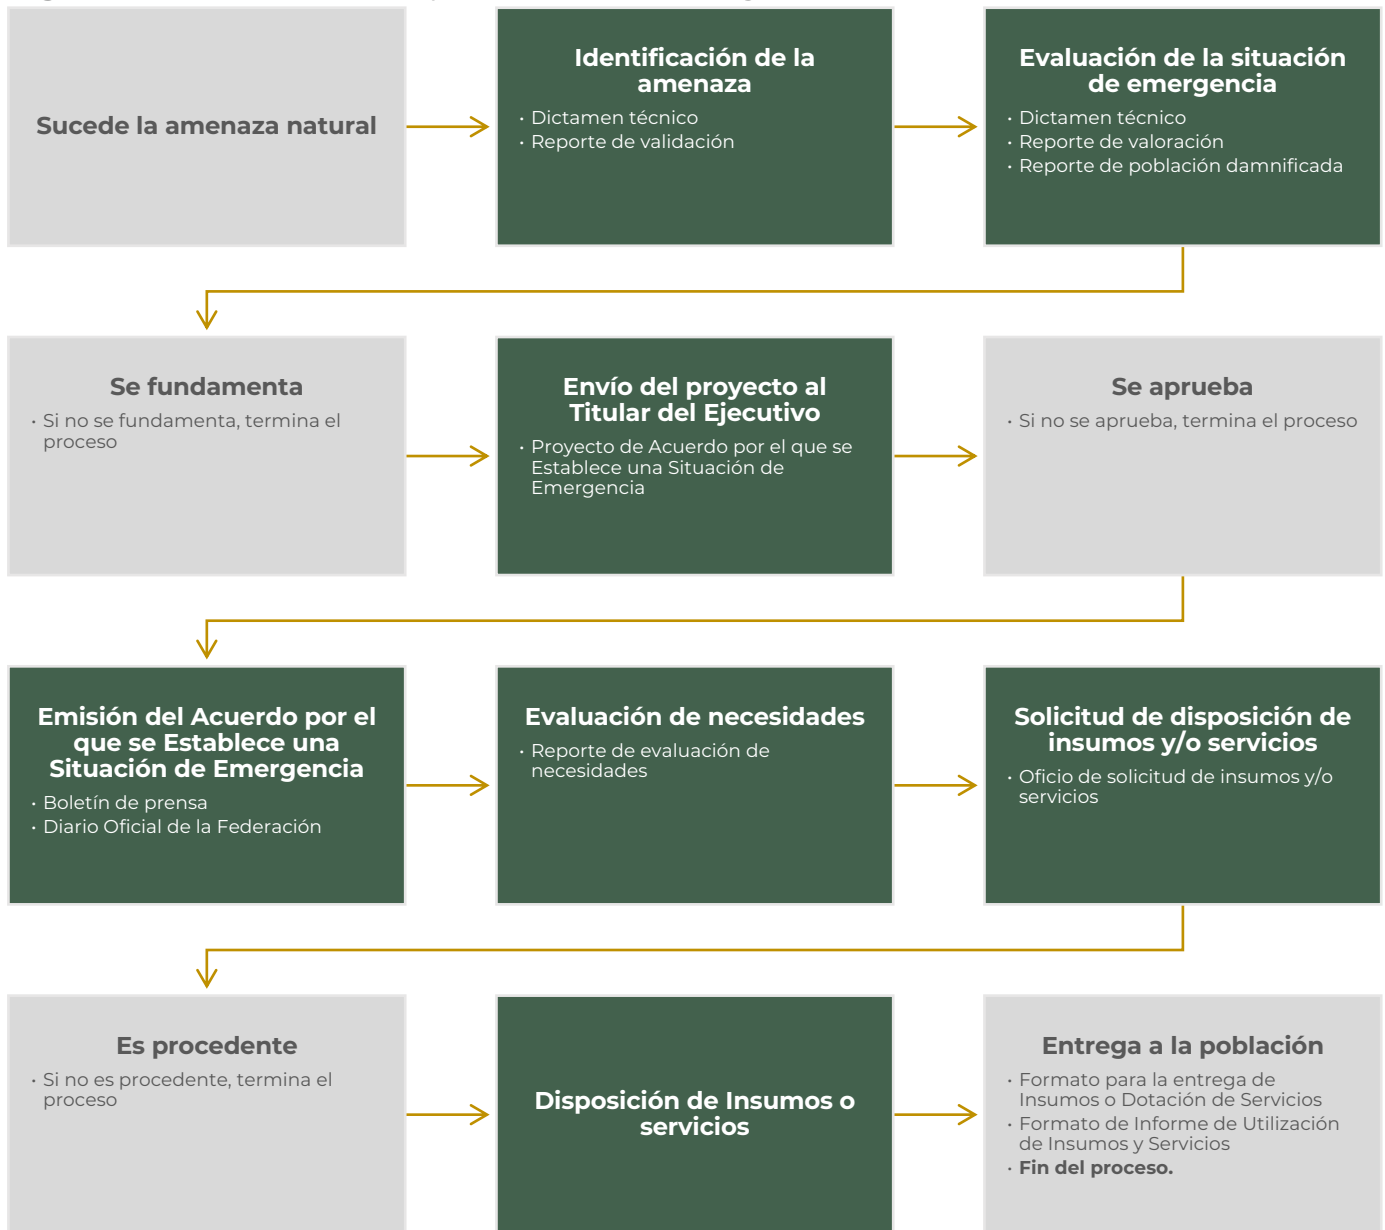 Sucede la amenaza natural
Identificación de la
amenaza
· Dictamen técnico
· Reporte de validación
Evaluación de la situación
de emergencia
· Dictamen técnico
· Reporte de valoración
· Reporte de población damnificada
Se fundamenta
· Si no se fundamenta, termina el
proceso
Envío del proyecto al
Titular del Ejecutivo
· Proyecto de Acuerdo por el que se
Establece una Situación de
Emergencia
Se aprueba
· Si no se aprueba, termina el proceso
Emisión del Acuerdo por el
que se Establece una
Situación de Emergencia
· Boletín de prensa
· Diario Oficial de la Federación
Evaluación de necesidades
· Reporte de evaluación de
necesidades
Solicitud de disposición de
insumos y/o servicios
· Oficio de solicitud de insumos y/o
servicios
Es procedente
· Si no es procedente, termina el
proceso
Disposición de Insumos o
servicios
Entrega a la población
· Formato para la entrega de
Insumos o Dotación de Servicios
· Formato de Informe de Utilización
de Insumos y Servicios
· Fin del proceso.